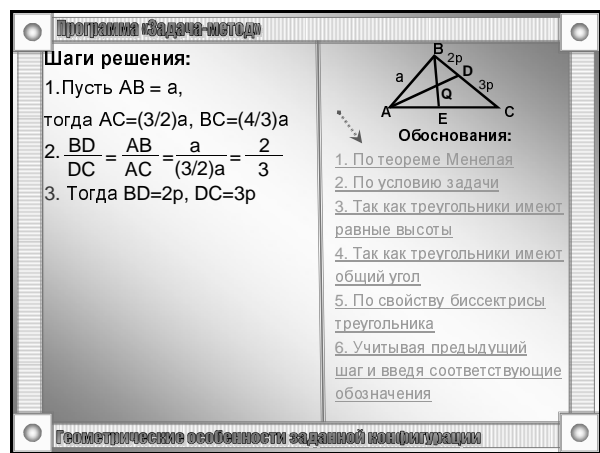 Программа «Задача-метод»
Шаги решения:
1.Пусть AB = a,
тогда AC=(3/2)a, BC=(4/3)a
2. BD/DC = AB/AC = a/(3/2)a = 2/3
3. Тогда BD=2p, DC=3p
B
2p
D
a
3p
Q
A
E
C
Обоснования:
1. По теореме Менелая
2. По условию задачи
3. Так как треугольники имеют
равные высоты
4. Так как треугольники имеют
общий угол
5. По свойству биссектрисы
треугольника
6. Учитывая предыдущий
шаг и введя соответствующие
обозначения
Геометрические особенности заданной конфигурации